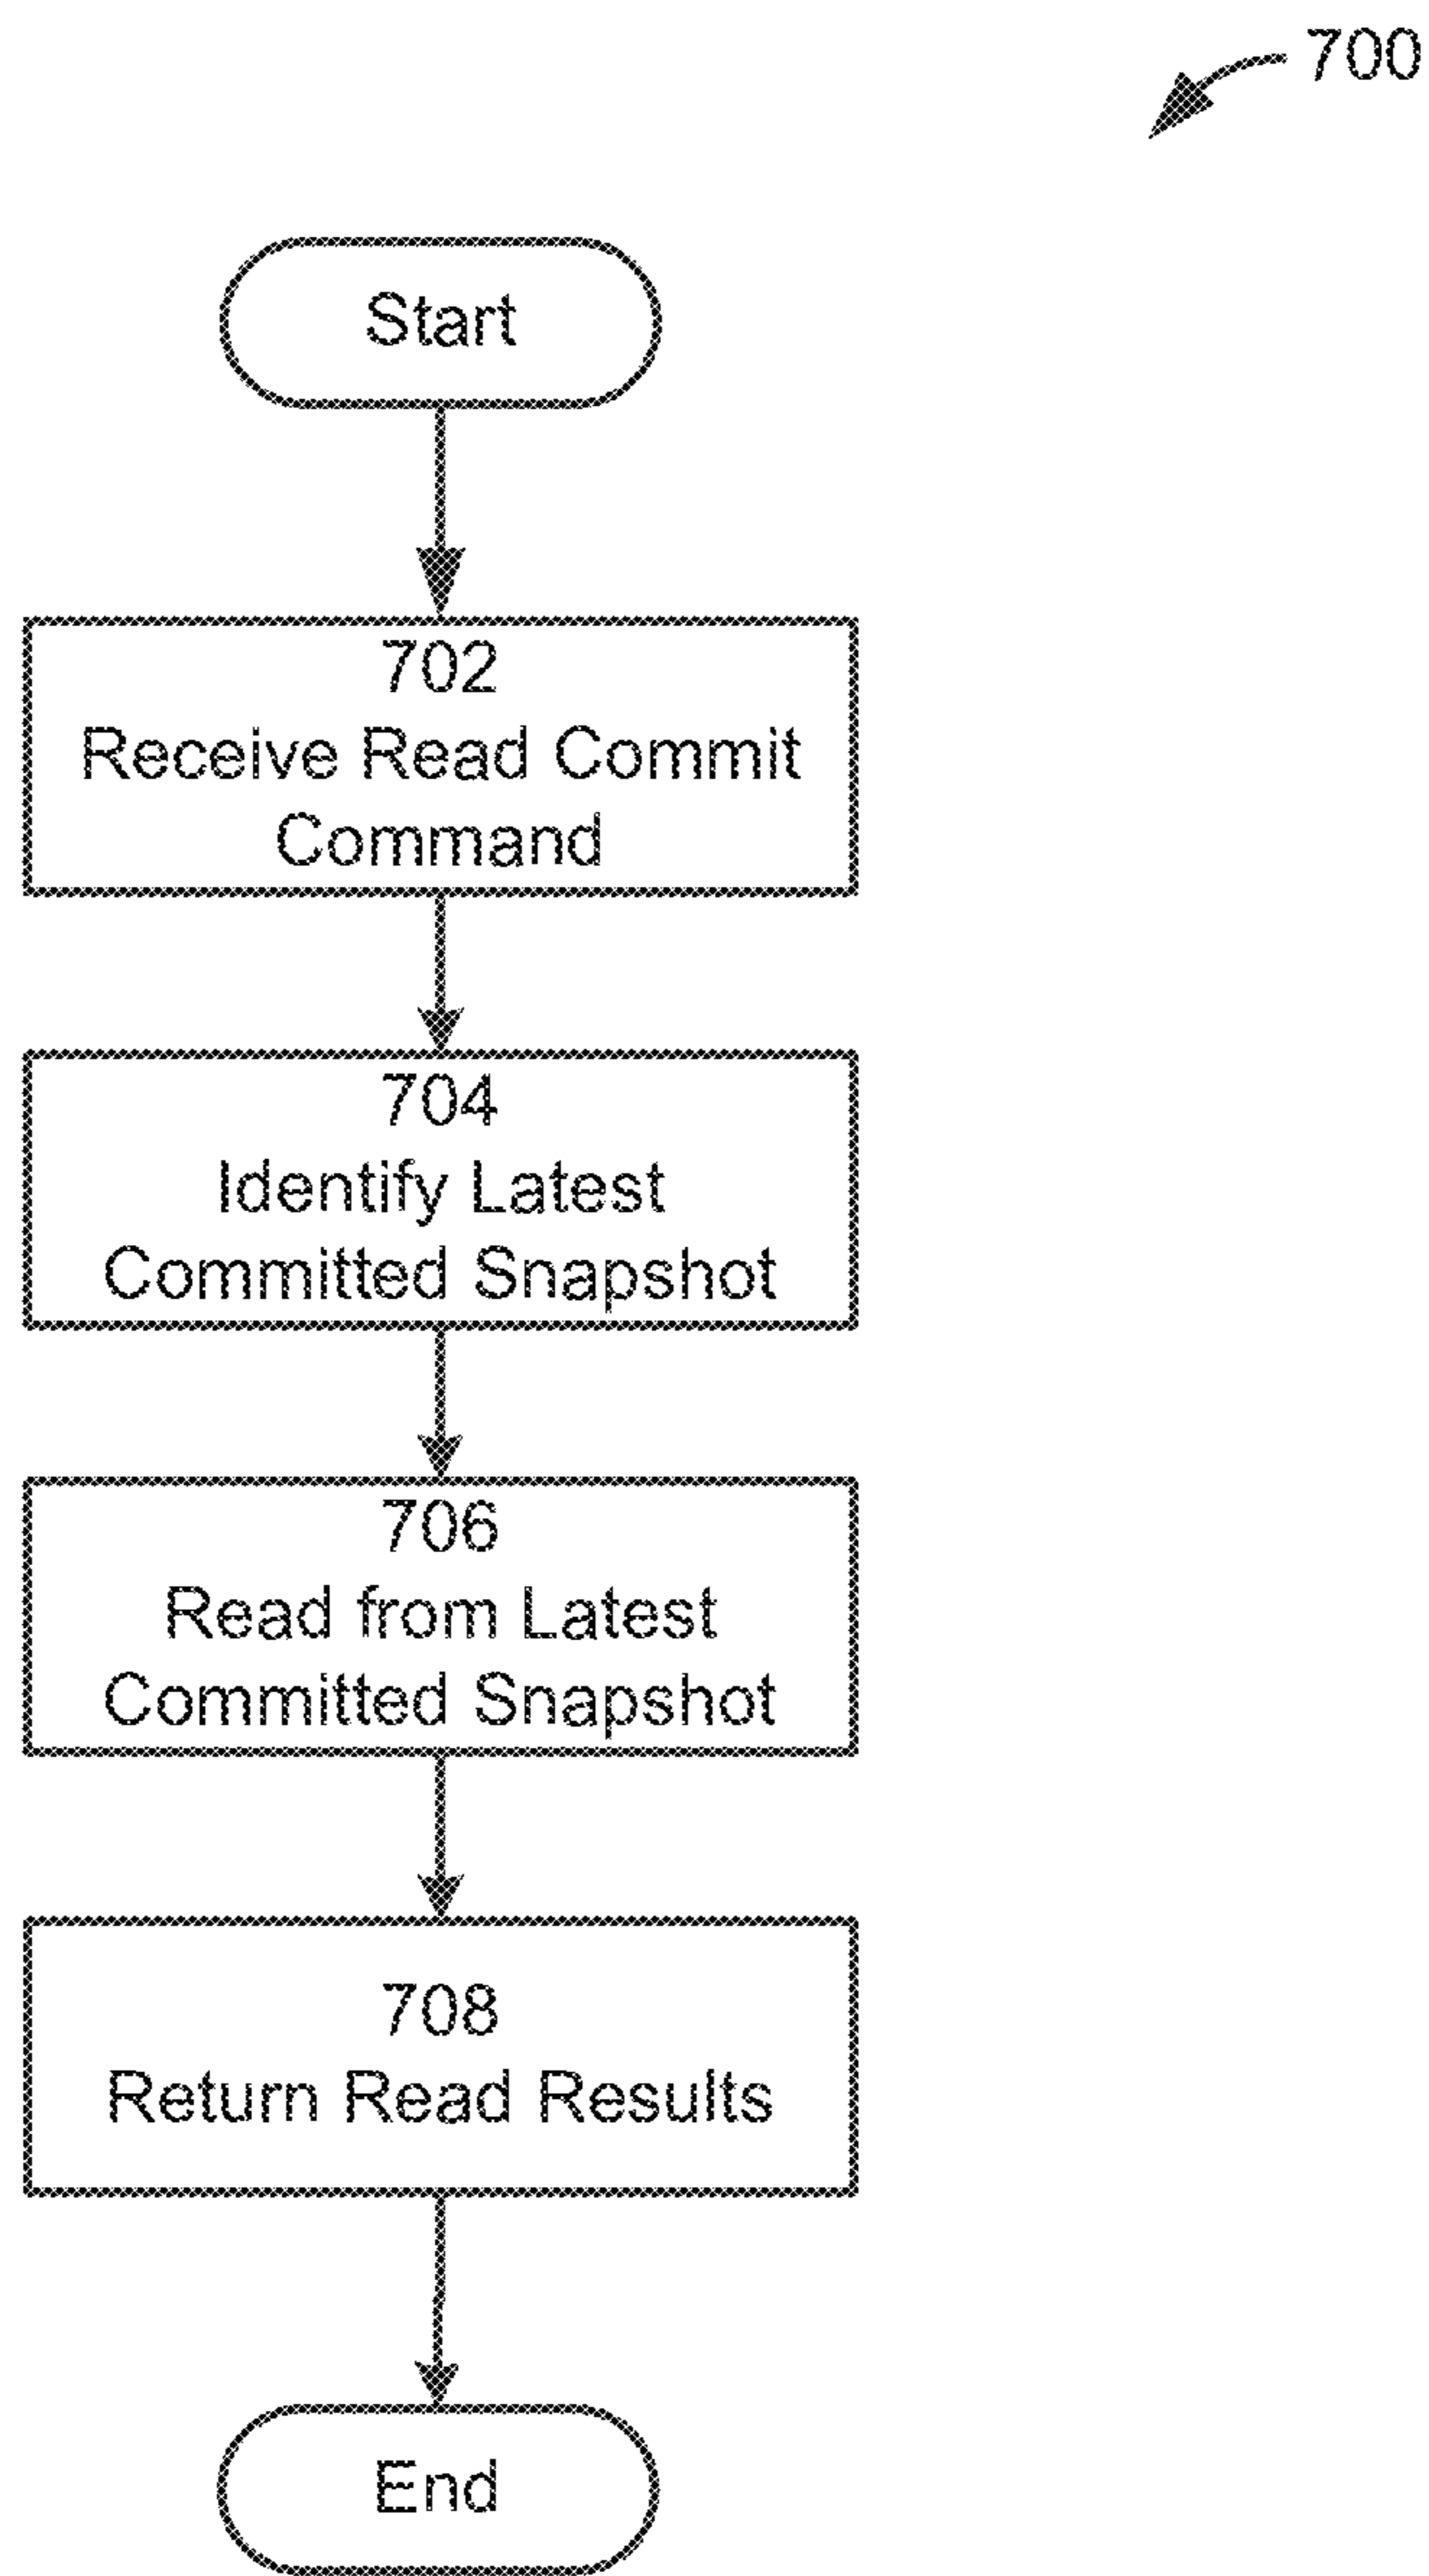 700
Start
702
Receive Read Commit
Command
704
Identify Latest
Committed Snapshot
706
Read from Latest
Committed Snapshot
708
Return Read Results
End